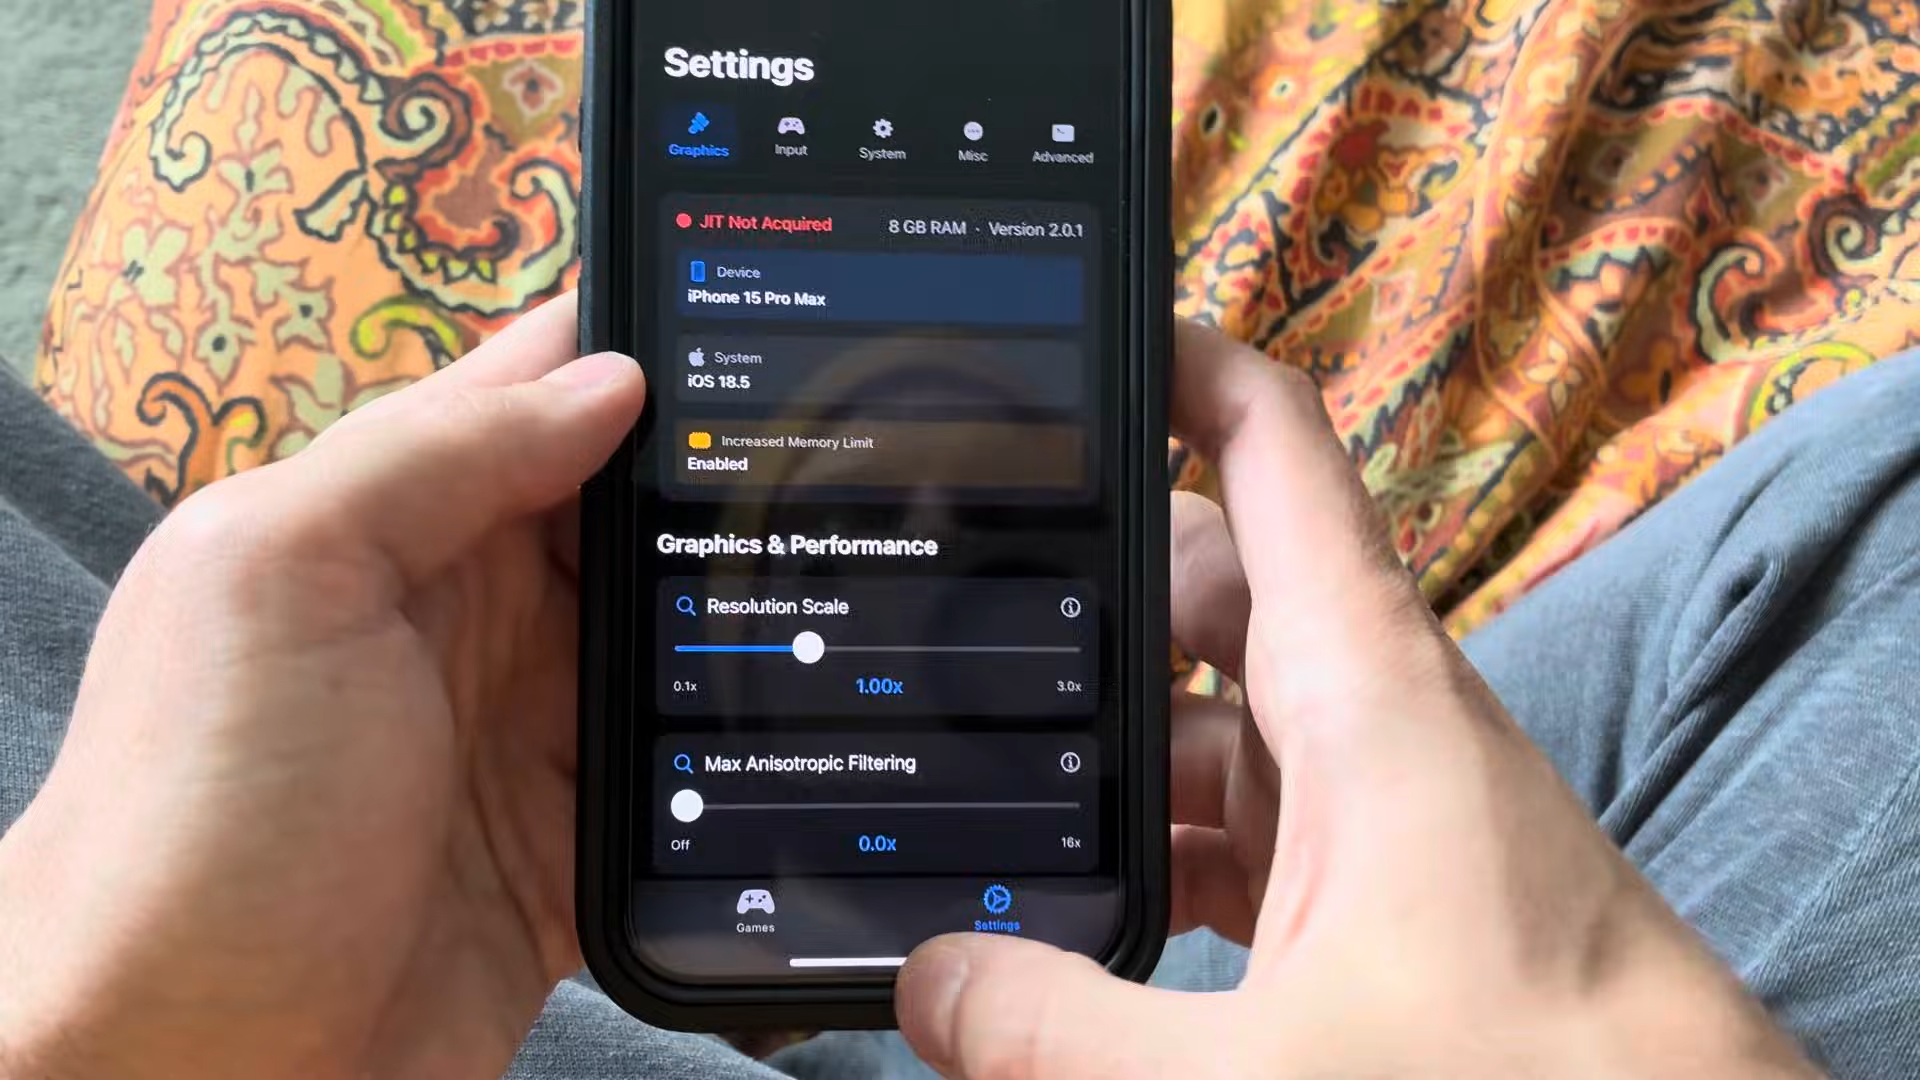 Settings
Graphics Input System Misc Advanced
JIT Not Acquired 8 GB RAM · Version 2.0.1
Device
iPhone 15 Pro Max
System
iOS 18.5
Increased Memory Limit
Enabled
Graphics & Performance
Resolution Scale
0.1x 1.00x 3.0x
Max Anisotropic Filtering
Off 0.0x 16x
Games Settings